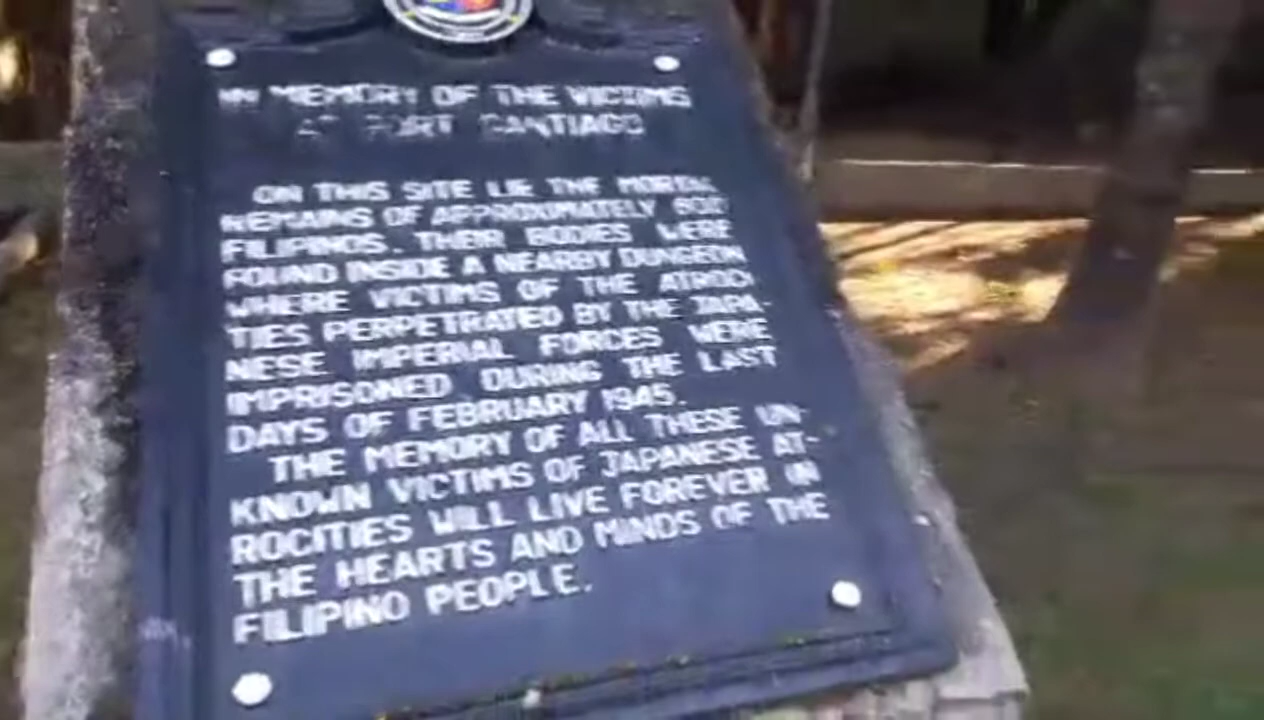 IN MEMORY OF THE VICTIMS
AT FORT SANTIAGO
ON THIS SITE LIE THE MORTAL
REMAINS OF APPROXIMATELY
FILIPINOS. THEIR BODIES WERE
FOUND INSIDE A NEARBY DUNGEON
WHERE VICTIMS OF THE ATROCI
TIES PERPETRATED BY THE JAPA-
NESE IMPERIAL FORCES WERE
IMPRISONED DURING THE LAST
DAYS OF FEBRUARY 1945.
THE MEMORY OF ALL THESE UN-
KNOWN VICTIMS OF JAPANESE AT-
ROCITIES WILL LIVE FOREVER IN
THE HEARTS AND MINDS OF THE
FILIPINO PEOPLE.